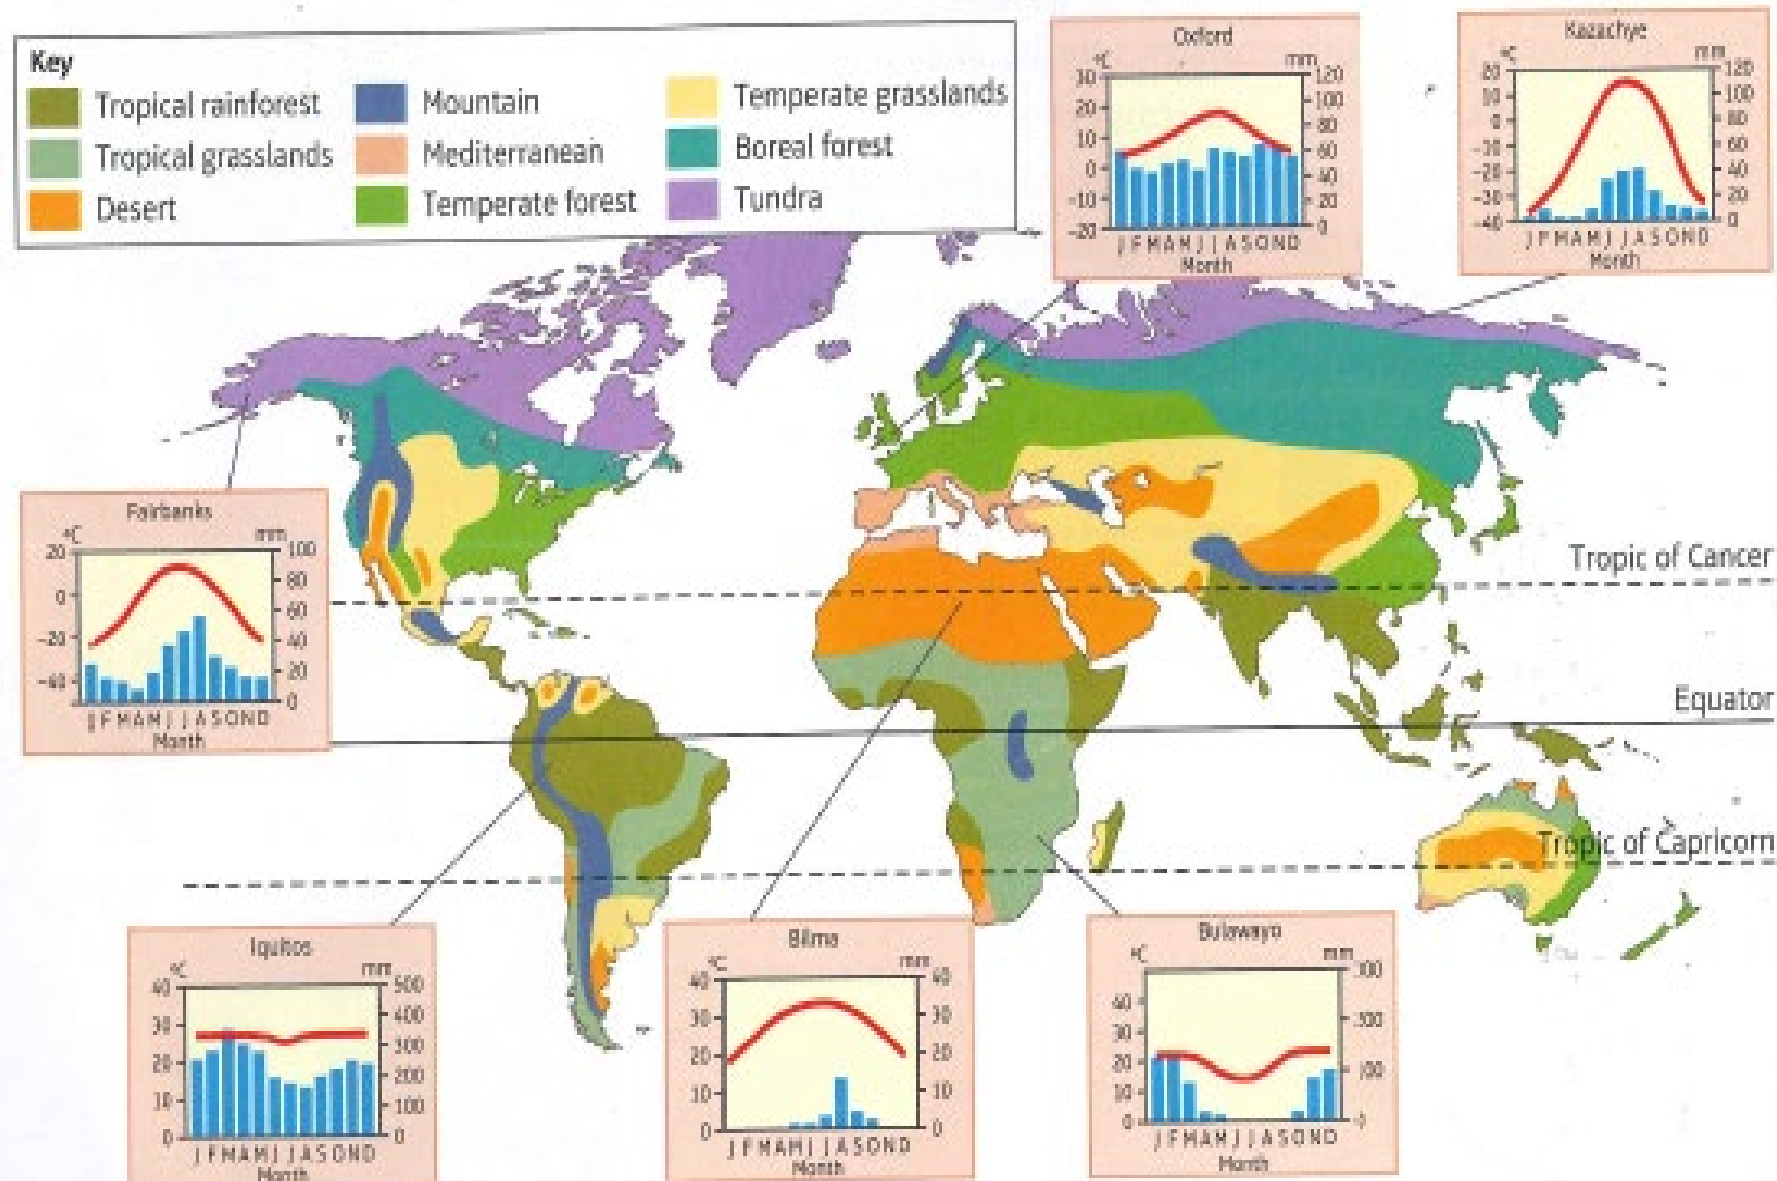 Key
Tropical rainforest
Tropical grasslands
Desert
Mountain
Mediterranean
Temperate forest
Temperate grasslands
Boreal forest
Tundra
Oxford
°C
mm
30
20
10
0
-10
-20
120
100
80
60
40
20
0
J F M A M J J A S O N D
Month
Kazachye
°C
mm
20
10
0
-10
-20
-30
-40
120
100
80
60
40
20
0
J F M A M J J A S O N D
Month
Fairbanks
°C
mm
20
0
-20
-40
100
80
60
40
20
0
J F M A M J J A S O N D
Month
Tropic of Cancer
Equator
Tropic of Capricorn
Iquitos
°C
mm
40
30
20
10
0
500
400
300
200
100
0
J F M A M J J A S O N D
Month
Bilma
°C
mm
40
30
20
10
0
40
30
20
10
0
J F M A M J J A S O N D
Month
Bulawayo
°C
mm
40
30
20
10
0
0
J F M A M J J A S O N D
Month